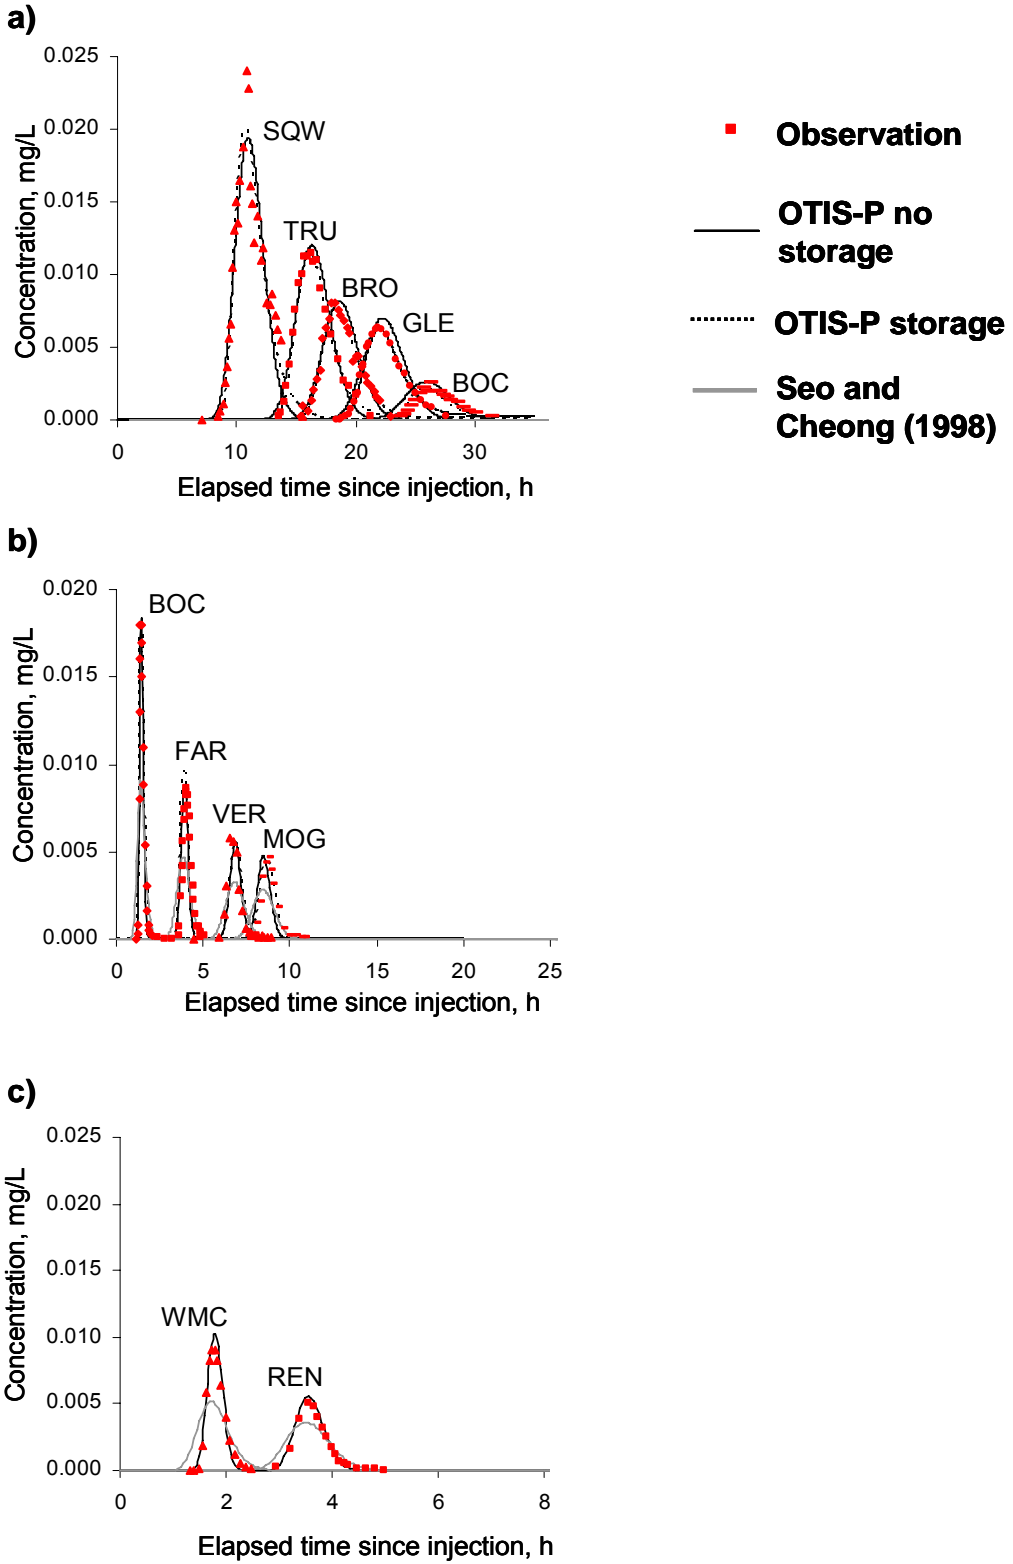 a)
0.025
0.020
0.015
0.010
0.005
0.000
Concentration, mg/L
SQW
TRU
BRO
GLE
BOC
0 10 20 30
Elapsed time since injection, h
Observation
OTIS-P no
storage
OTIS-P storage
Seo and
Cheong (1998)
b)
0.020
0.015
0.010
0.005
0.000
Concentration, mg/L
BOC
FAR
VER
MOG
0 5 10 15 20 25
Elapsed time since injection, h
c)
0.025
0.020
0.015
0.010
0.005
0.000
Concentration, mg/L
WMC
REN
0 2 4 6 8
Elapsed time since injection, h